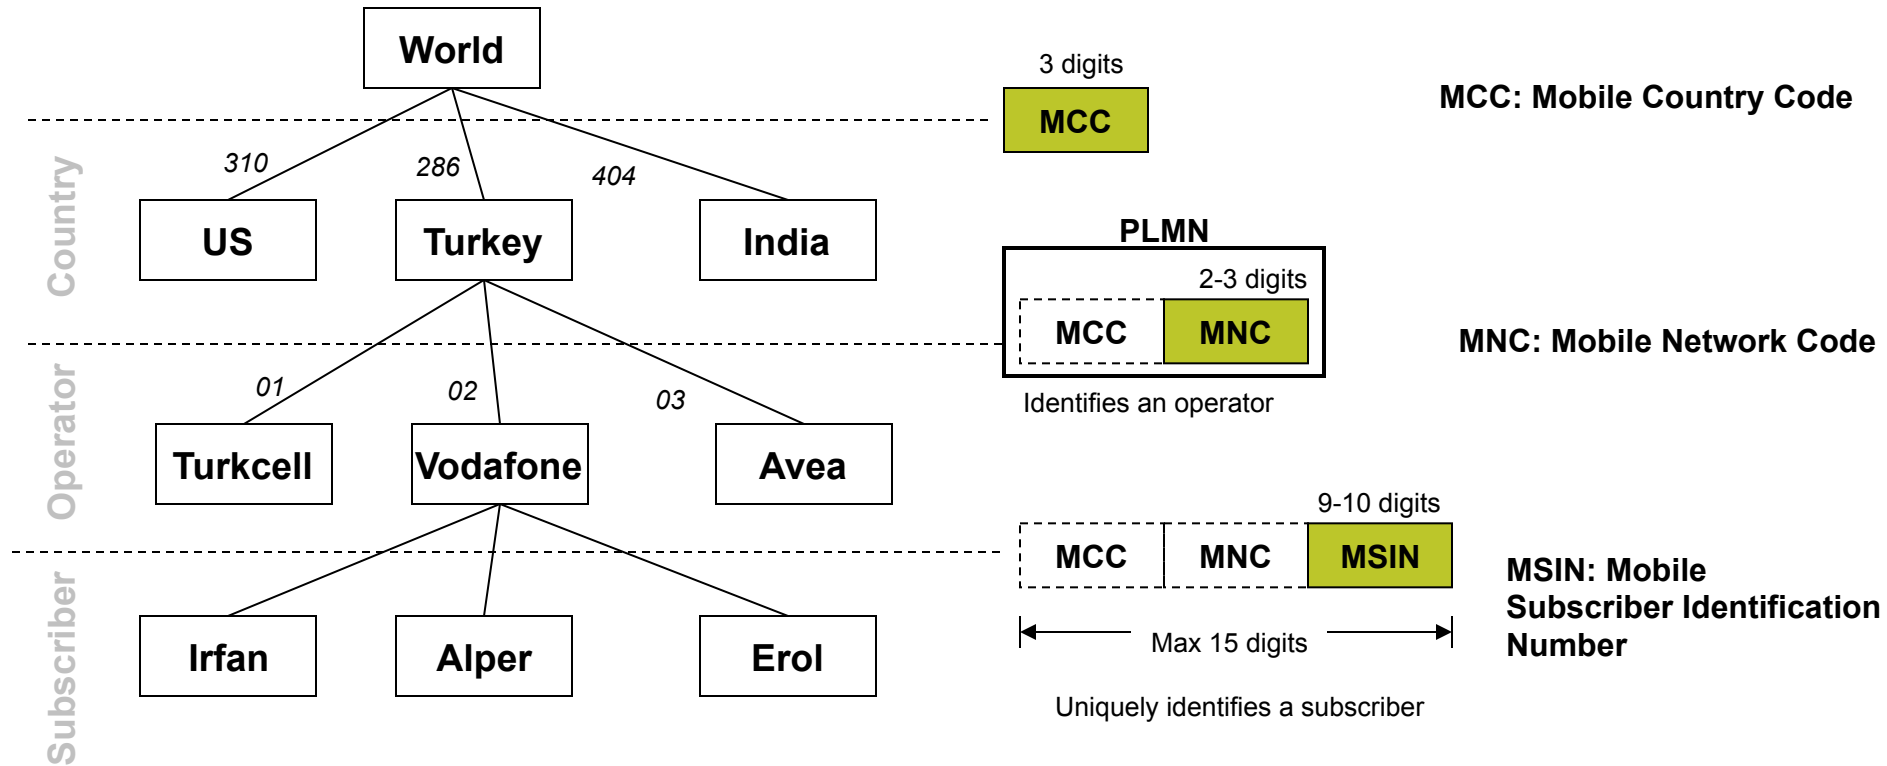 World
3 digits
MCC
MCC: Mobile Country Code
310
286
404
Country
US
Turkey
India
PLMN
2-3 digits
MCC
MNC
MNC: Mobile Network Code
Identifies an operator
01
02
03
Operator
Turkcell
Vodafone
Avea
9-10 digits
MCC
MNC
MSIN
MSIN: Mobile
Subscriber Identification
Number
Max 15 digits
Uniquely identifies a subscriber
Subscriber
Irfan
Alper
Erol